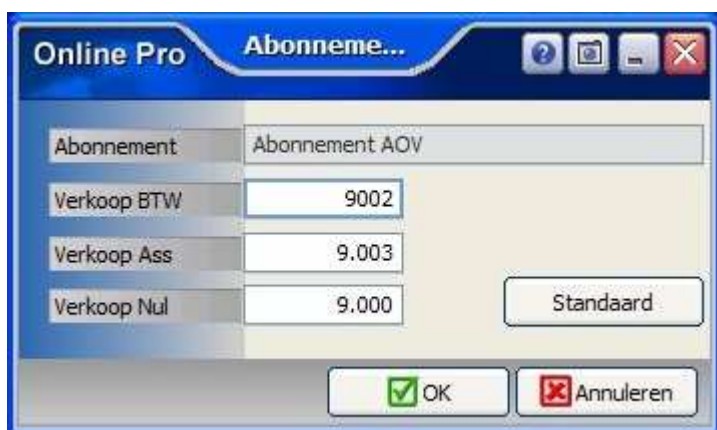 Online Pro Abonneme...
Abonnement Abonnement AOV
Verkoop BTW 9002
Verkoop Ass 9.003
Verkoop Nul 9.000 Standaard
OK Annuleren